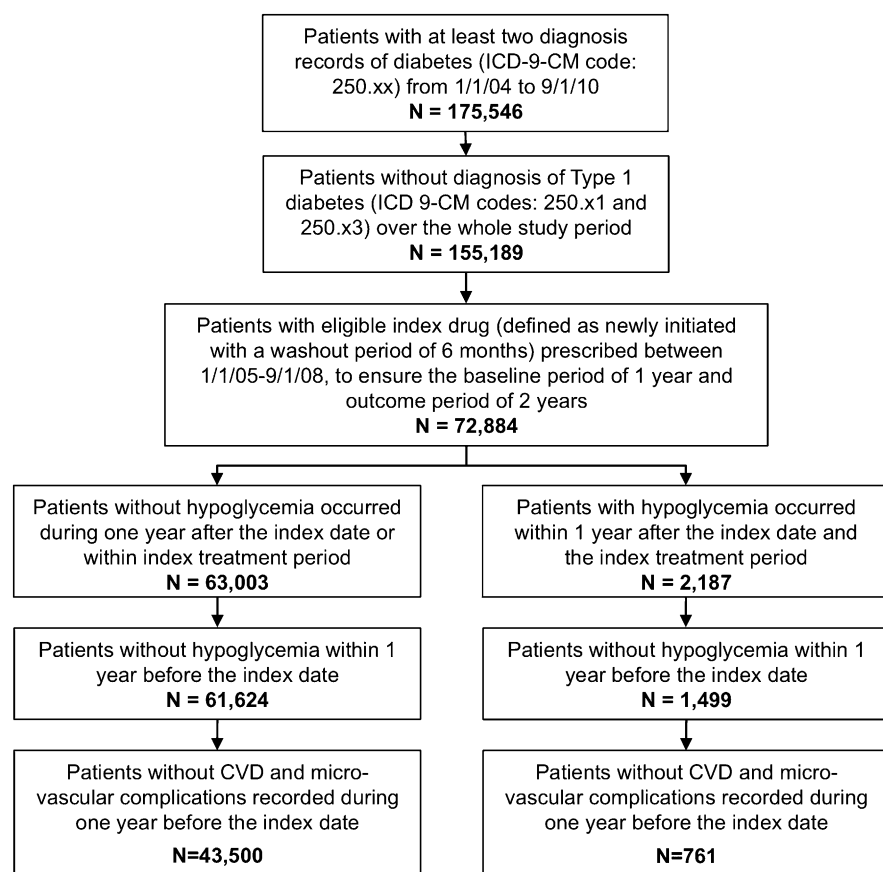 Patients with at least two diagnosis
records of diabetes (ICD-9-CM code:
250.xx) from 1/1/04 to 9/1/10
N = 175,546
Patients without diagnosis of Type 1
diabetes (ICD 9-CM codes: 250.x1 and
250.x3) over the whole study period
N = 155,189
Patients with eligible index drug (defined as newly initiated
with a washout period of 6 months) prescribed between
1/1/05-9/1/08, to ensure the baseline period of 1 year and
outcome period of 2 years
N = 72,884
Patients without hypoglycemia occurred
during one year after the index date or
within index treatment period
N = 63,003
Patients with hypoglycemia occurred
within 1 year after the index date and
the index treatment period
N = 2,187
Patients without hypoglycemia within 1
year before the index date
N = 61,624
Patients without hypoglycemia within 1
year before the index date
N = 1,499
Patients without CVD and micro-
vascular complications recorded during
one year before the index date
N=43,500
Patients without CVD and micro-
vascular complications recorded during
one year before the index date
N=761